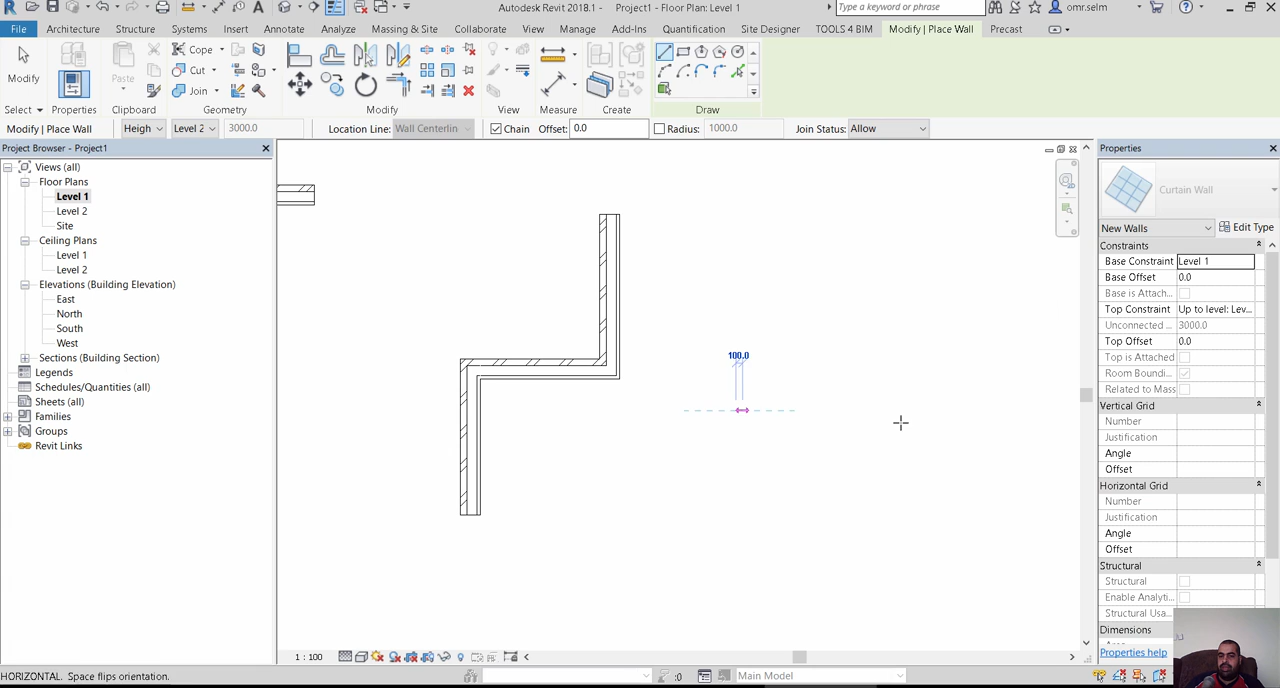 Autodesk Revit 2018.1 - Project1 - Floor Plan: Level 1
Type a keyword or phrase
omr.selm
File Architecture Structure Systems Insert Annotate Analyze Massing & Site Collaborate View Manage Add-Ins Quantification Site Designer TOOLS 4 BIM Modify | Place Wall Precast
Modify
Paste
Cope
Cut
Join
Select Properties Clipboard Geometry Modify View Measure Create Draw
Modify | Place Wall Heigh Level 2 3000.0 Location Line: Wall Centerlin Chain Offset: 0.0 Radius: 1000.0 Join Status: Allow
Project Browser - Project1
Views (all)
Floor Plans
Level 1
Level 2
Site
Ceiling Plans
Level 1
Level 2
Elevations (Building Elevation)
East
North
South
West
Sections (Building Section)
Legends
Schedules/Quantities (all)
Sheets (all)
Families
Groups
Revit Links
100.0
Properties
Curtain Wall
New Walls Edit Type
Constraints
Base Constraint Level 1
Base Offset 0.0
Base is Attach...
Top Constraint Up to level: Lev...
Unconnected ... 3000.0
Top Offset 0.0
Top is Attached
Room Boundi...
Related to Mass
Vertical Grid
Number
Justification
Angle
Offset
Horizontal Grid
Number
Justification
Angle
Offset
Structural
Structural
Enable Analyti...
Structural Usa...
Dimensions
Properties help
1 : 100
HORIZONTAL. Space flips orientation.
:0
Main Model